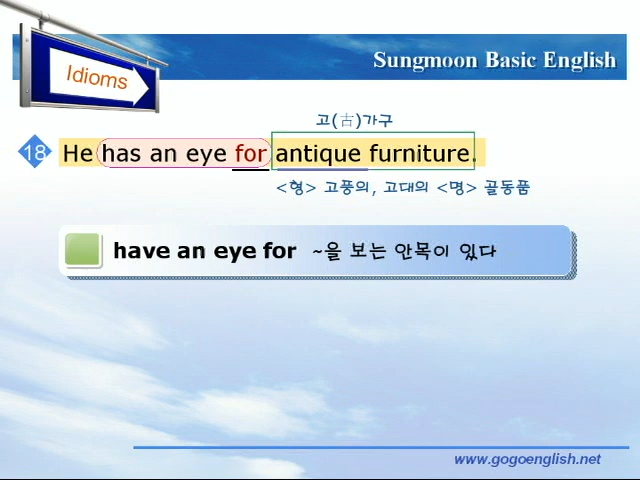 Idioms
Sungmoon Basic English
고(古)가구
18 He has an eye for antique furniture.
<형> 고풍의, 고대의 <명> 골동품
have an eye for ~을 보는 안목이 있다
www.gogoenglish.net